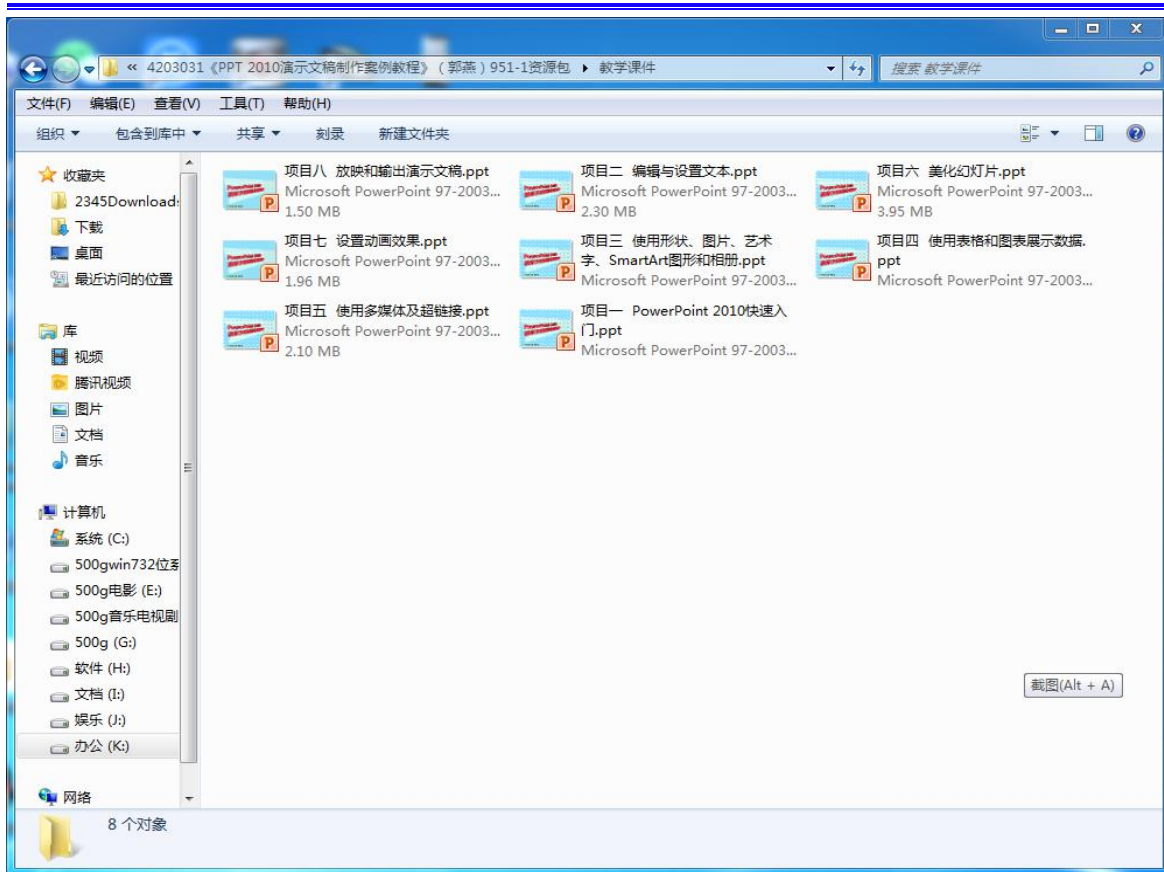 « 4203031《PPT 2010演示文稿制作案例教程》(郭燕)951-1资源包 ▸ 教学课件
搜索 教学课件
文件(F) 编辑(E) 查看(V) 工具(T) 帮助(H)
组织 包含到库中 共享 刻录 新建文件夹
收藏夹
2345Download
下载
桌面
最近访问的位置
库
视频
腾讯视频
图片
文档
音乐
计算机
系统 (C:)
500gwin732位系
500g电影 (E:)
500g音乐电视剧
500g (G:)
软件 (H:)
文档 (I:)
娱乐 (J:)
办公 (K:)
网络
项目八 放映和输出演示文稿.ppt
Microsoft PowerPoint 97-2003...
1.50 MB
项目二 编辑与设置文本.ppt
Microsoft PowerPoint 97-2003...
2.30 MB
项目六 美化幻灯片.ppt
Microsoft PowerPoint 97-2003...
3.95 MB
项目七 设置动画效果.ppt
Microsoft PowerPoint 97-2003...
1.96 MB
项目三 使用形状、图片、艺术
字、SmartArt图形和相册.ppt
Microsoft PowerPoint 97-2003...
项目四 使用表格和图表展示数据.
ppt
Microsoft PowerPoint 97-2003...
项目五 使用多媒体及超链接.ppt
Microsoft PowerPoint 97-2003...
2.10 MB
项目一 PowerPoint 2010快速入
门.ppt
Microsoft PowerPoint 97-2003...
截图(Alt + A)
8 个对象